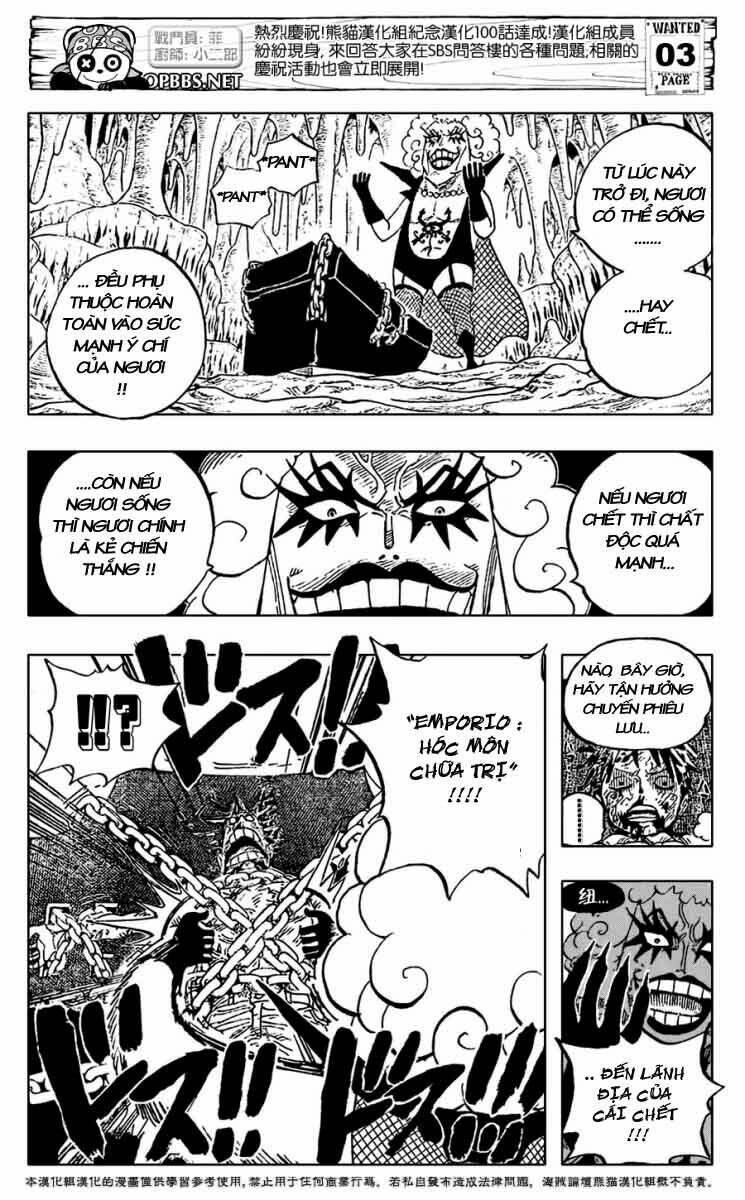 戰鬥員: 菲
廚師: 小二郎
OPBBS.NET
熱烈慶祝!熊貓漢化組紀念漢化100話達成!漢化組成員
紛紛現身, 來回答大家在SBS問答樓的各種問題,相關的
慶祝活動也會立即展開!
WANTED
03
PAGE
TỪ LÚC NÀY
TRỞ ĐI, NGƯƠI
CÓ THỂ SỐNG
.......
....HAY
CHẾT..
"PANT"
"PANT"
... ĐỀU PHỤ
THUỘC HOÀN
TOÀN VÀO SỨC
MẠNH Ý CHÍ
CỦA NGƯƠI
!!
NẾU NGƯƠI
CHẾT THÌ CHẤT
ĐỘC QUÁ
MẠNH...
....CÒN NẾU
NGƯƠI SỐNG
THÌ NGƯƠI CHÍNH
LÀ KẺ CHIẾN
THẮNG !!
NÀO, BÂY GIỜ,
HÃY TẬN HƯỞNG
CHUYẾN PHIÊU
LƯU..
纽...
.. ĐẾN LÃNH
ĐỊA CỦA
CÁI CHẾT
!!!
"EMPORIO :
HÓC MÔN
CHỮA TRỊ"
!!!!
ドス!!
!!?
ドス!!
ドス!!
本漢化組漢化的漫畫僅供學習參考使用,禁止用于任何商業行爲, 若私自發布造成法律問題, 海賊論壇熊貓漢化組概不負責.